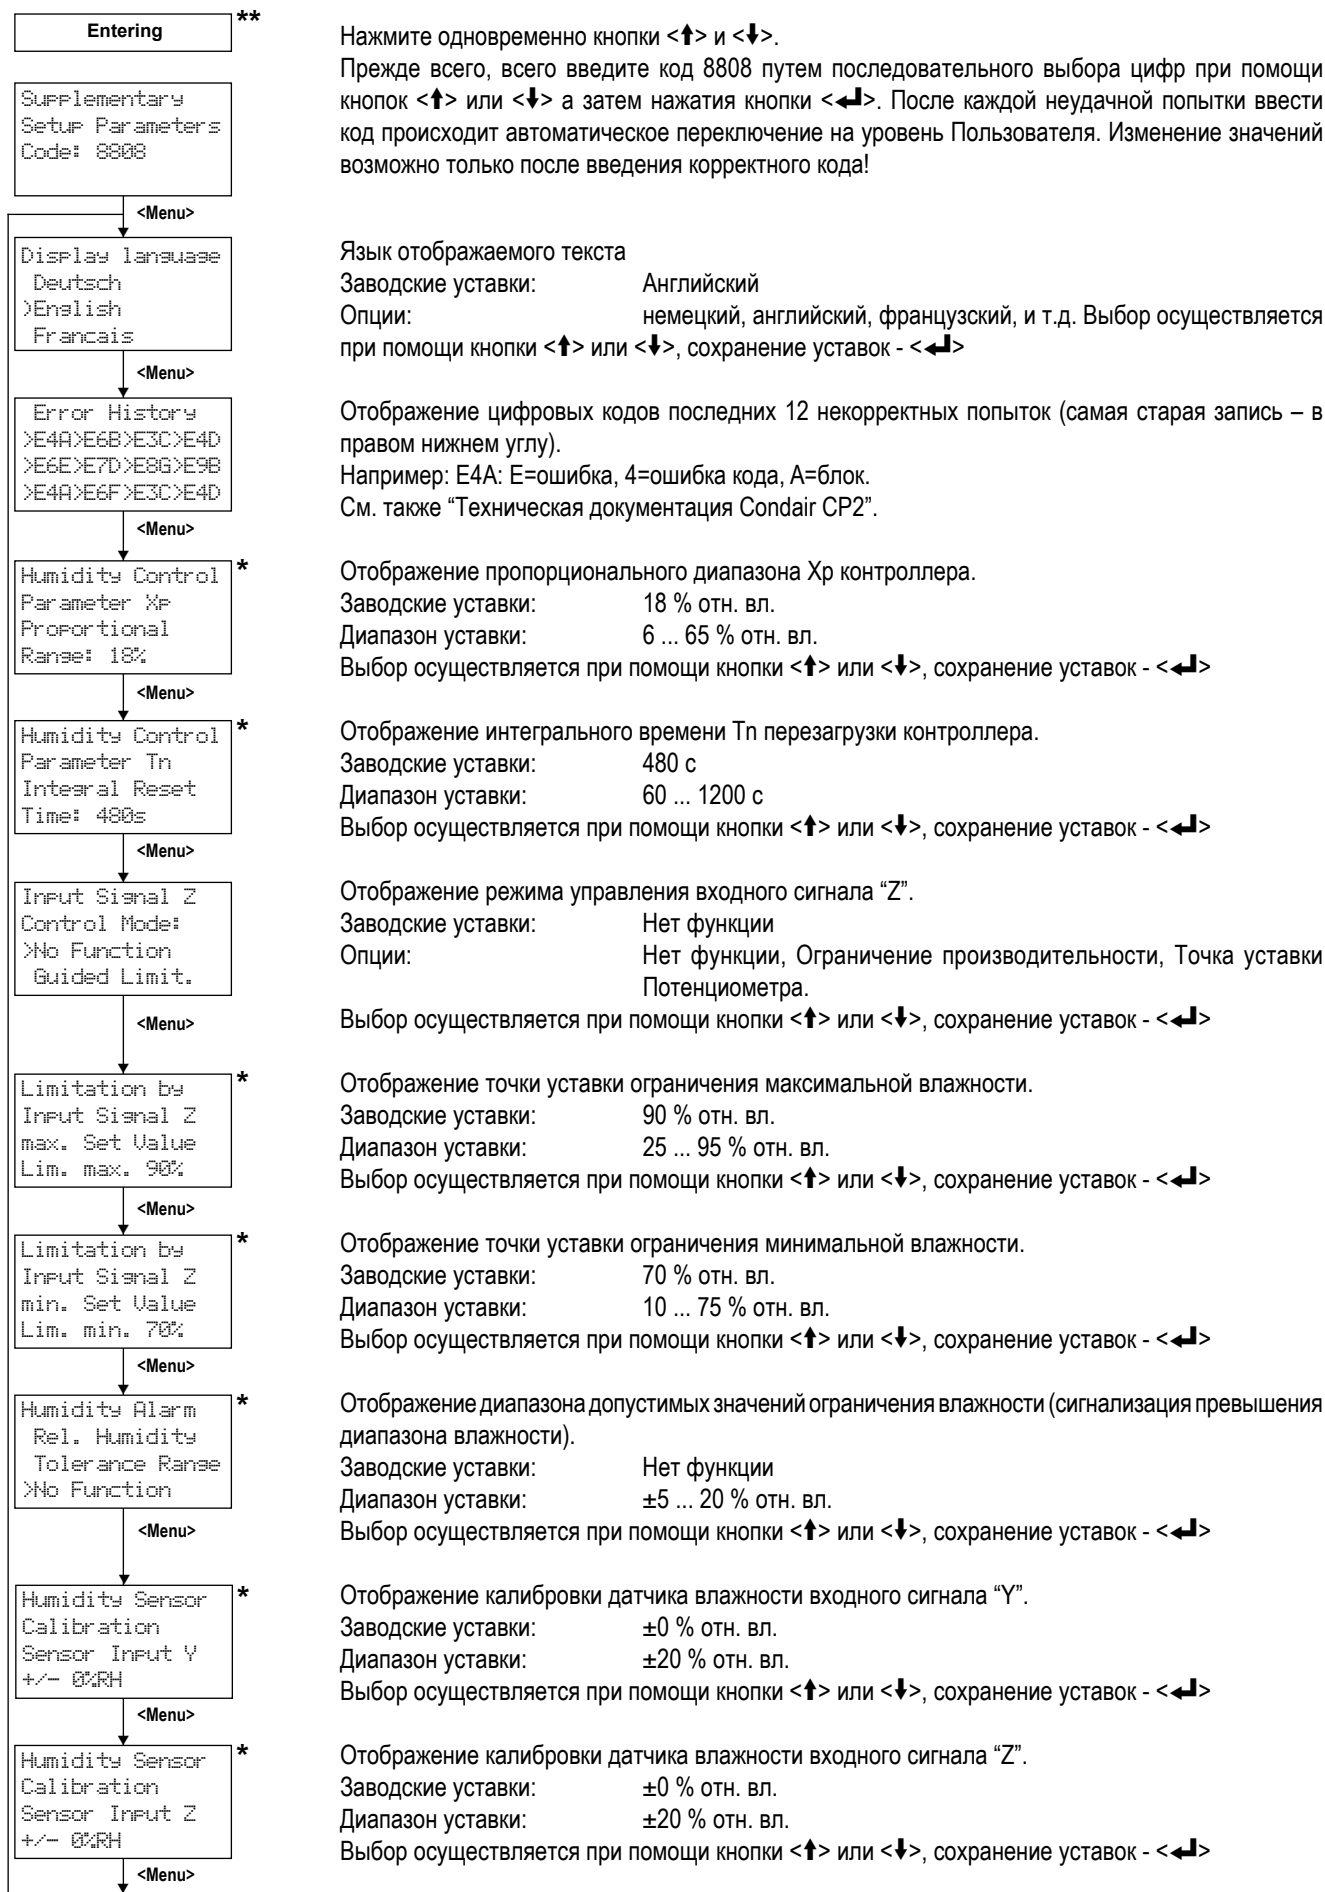 Entering **
Нажмите одновременно кнопки <⬆> и <⬇>.
Прежде всего, всего введите код 8808 путем последовательного выбора цифр при помощи
кнопок <⬆> или <⬇> а затем нажатия кнопки <↵>. После каждой неудачной попытки ввести
код происходит автоматическое переключение на уровень Пользователя. Изменение значений
возможно только после введения корректного кода!
Supplementary
Setup Parameters
Code: 8808
<Menu>
Display language
Deutsch
>English
Francais
Язык отображаемого текста
Заводские уставки: Английский
Опции: немецкий, английский, французский, и т.д. Выбор осуществляется
при помощи кнопки <⬆> или <⬇>, сохранение уставок - <↵>
<Menu>
Error History
>E4A>E6B>E3C>E4D
>E6E>E7D>E8G>E9B
>E4A>E6F>E3C>E4D
Отображение цифровых кодов последних 12 некорректных попыток (самая старая запись – в
правом нижнем углу).
Например: E4A: E=ошибка, 4=ошибка кода, A=блок.
См. также “Техническая документация Condair CP2”.
<Menu>
Humidity Control *
Parameter Xp
Proportional
Range: 18%
Отображение пропорционального диапазона Xp контроллера.
Заводские уставки: 18 % отн. вл.
Диапазон уставки: 6 ... 65 % отн. вл.
Выбор осуществляется при помощи кнопки <⬆> или <⬇>, сохранение уставок - <↵>
<Menu>
Humidity Control *
Parameter Tn
Integral Reset
Time: 480s
Отображение интегрального времени Tn перезагрузки контроллера.
Заводские уставки: 480 с
Диапазон уставки: 60 ... 1200 с
Выбор осуществляется при помощи кнопки <⬆> или <⬇>, сохранение уставок - <↵>
<Menu>
Input Signal Z
Control Mode:
>No Function
Guided Limit.
Отображение режима управления входного сигнала “Z”.
Заводские уставки: Нет функции
Опции: Нет функции, Ограничение производительности, Точка уставки
Потенциометра.
Выбор осуществляется при помощи кнопки <⬆> или <⬇>, сохранение уставок - <↵>
<Menu>
Limitation by *
Input Signal Z
max. Set Value
Lim. max. 90%
Отображение точки уставки ограничения максимальной влажности.
Заводские уставки: 90 % отн. вл.
Диапазон уставки: 25 ... 95 % отн. вл.
Выбор осуществляется при помощи кнопки <⬆> или <⬇>, сохранение уставок - <↵>
<Menu>
Limitation by *
Input Signal Z
min. Set Value
Lim. min. 70%
Отображение точки уставки ограничения минимальной влажности.
Заводские уставки: 70 % отн. вл.
Диапазон уставки: 10 ... 75 % отн. вл.
Выбор осуществляется при помощи кнопки <⬆> или <⬇>, сохранение уставок - <↵>
<Menu>
Humidity Alarm *
Rel. Humidity
Tolerance Range
>No Function
Отображение диапазона допустимых значений ограничения влажности (сигнализация превышения
диапазона влажности).
Заводские уставки: Нет функции
Диапазон уставки: ±5 ... 20 % отн. вл.
Выбор осуществляется при помощи кнопки <⬆> или <⬇>, сохранение уставок - <↵>
<Menu>
Humidity Sensor *
Calibration
Sensor Input Y
+/- 0%RH
Отображение калибровки датчика влажности входного сигнала “Y”.
Заводские уставки: ±0 % отн. вл.
Диапазон уставки: ±20 % отн. вл.
Выбор осуществляется при помощи кнопки <⬆> или <⬇>, сохранение уставок - <↵>
<Menu>
Humidity Sensor *
Calibration
Sensor Input Z
+/- 0%RH
Отображение калибровки датчика влажности входного сигнала “Z”.
Заводские уставки: ±0 % отн. вл.
Диапазон уставки: ±20 % отн. вл.
Выбор осуществляется при помощи кнопки <⬆> или <⬇>, сохранение уставок - <↵>
<Menu>